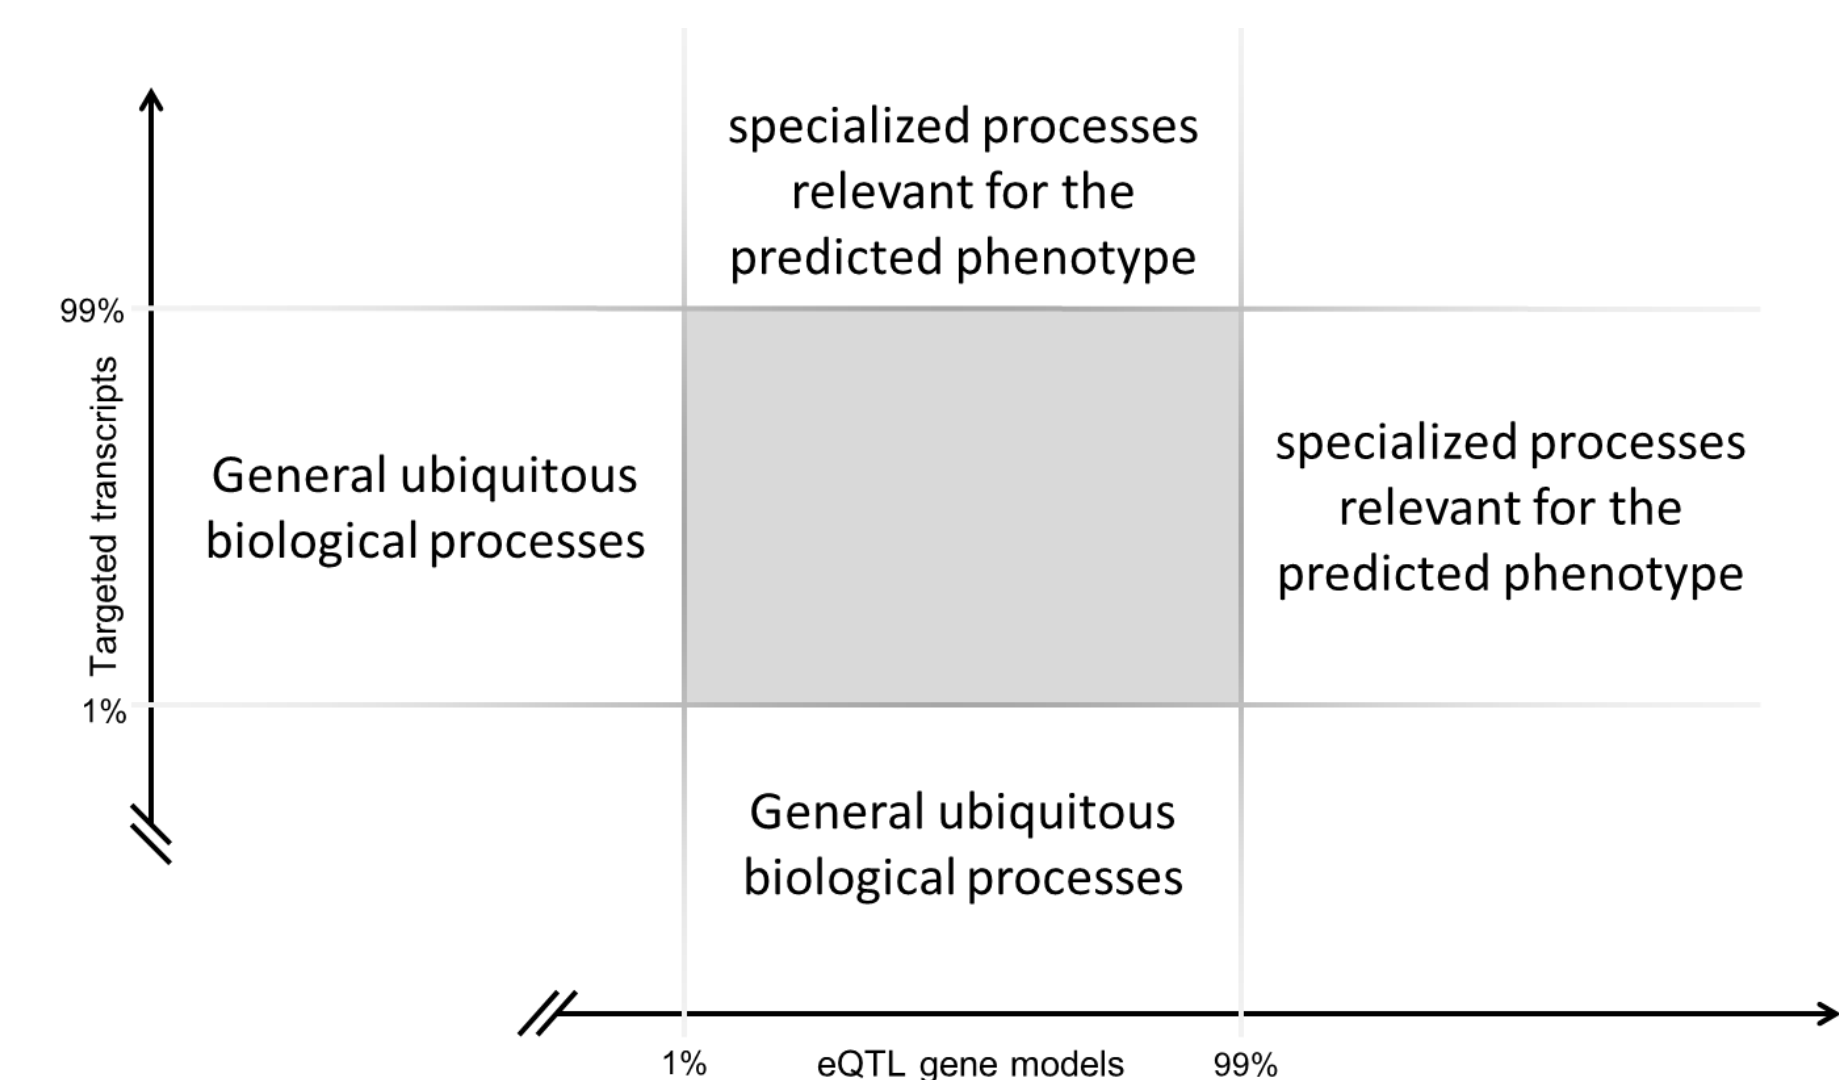 specialized processes
relevant for the
predicted phenotype
99%
Targeted transcripts
General ubiquitous
biological processes
specialized processes
relevant for the
predicted phenotype
1%
General ubiquitous
biological processes
1%
eQTL gene models
99%